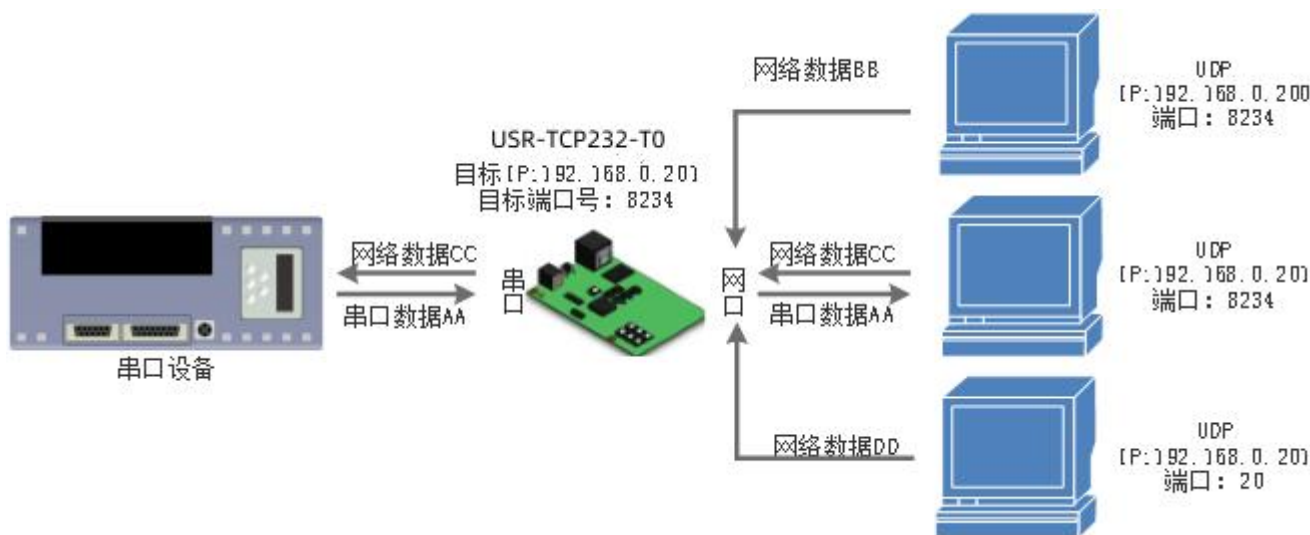 网络数据BB
UDP
IP:192.168.0.200
端口：8234
USR-TCP232-T0
目标IP:192.168.0.201
目标端口号：8234
网络数据CC
串口数据AA
串口设备
串口
网口
网络数据CC
串口数据AA
UDP
IP:192.168.0.201
端口：8234
网络数据DD
UDP
IP:192.168.0.201
端口：20